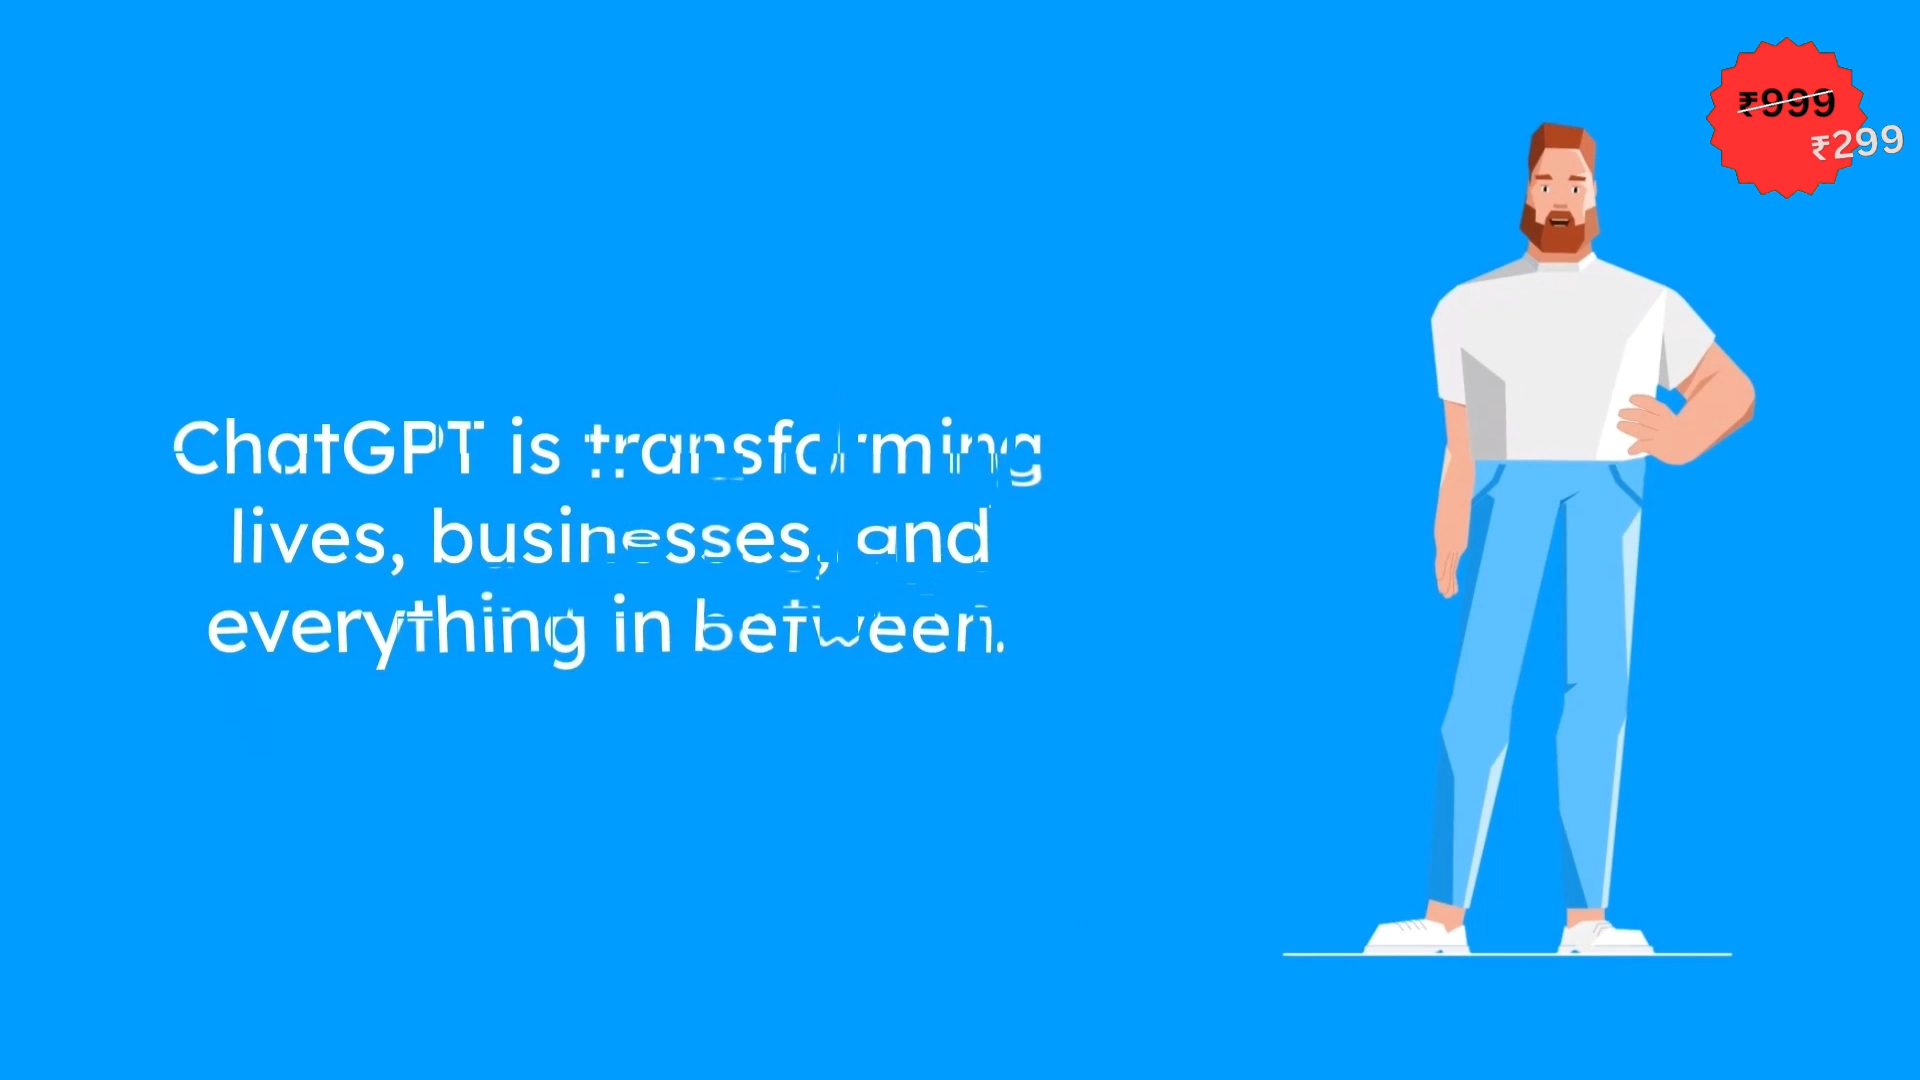 ₹999
₹299
ChatGPT is transforming
lives, businesses, and
everything in between.